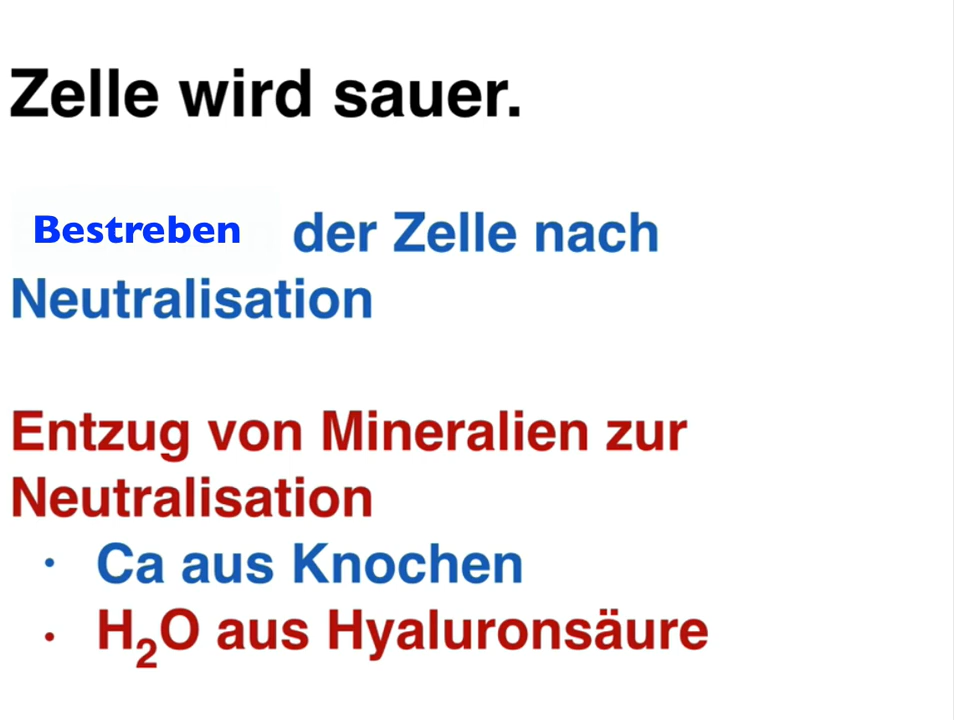 Zelle wird sauer.
Bestreben der Zelle nach
Neutralisation
Entzug von Mineralien zur
Neutralisation
• Ca aus Knochen
• H₂O aus Hyaluronsäure